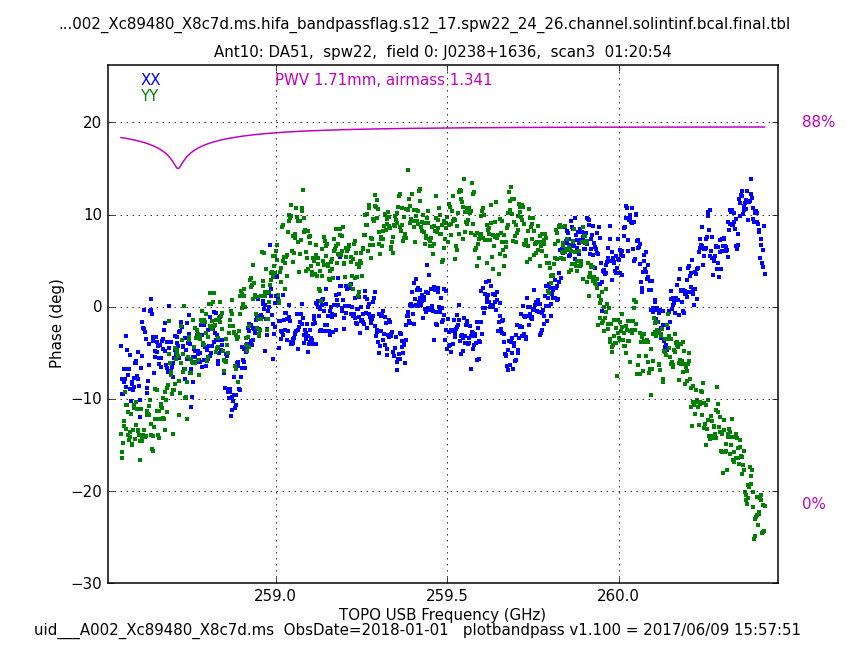 ...002_Xc89480_X8c7d.ms.hifa_bandpassflag.s12_17.spw22_24_26.channel.solintinf.bcal.final.tbl
Ant10: DA51, spw22, field 0: J0238+1636, scan3 01:20:54
XX
YY
PWV 1.71mm, airmass 1.341
88%
0%
20
10
0
−10
−20
−30
Phase (deg)
259.0
259.5
260.0
TOPO USB Frequency (GHz)
uid___A002_Xc89480_X8c7d.ms ObsDate=2018-01-01 plotbandpass v1.100 = 2017/06/09 15:57:51